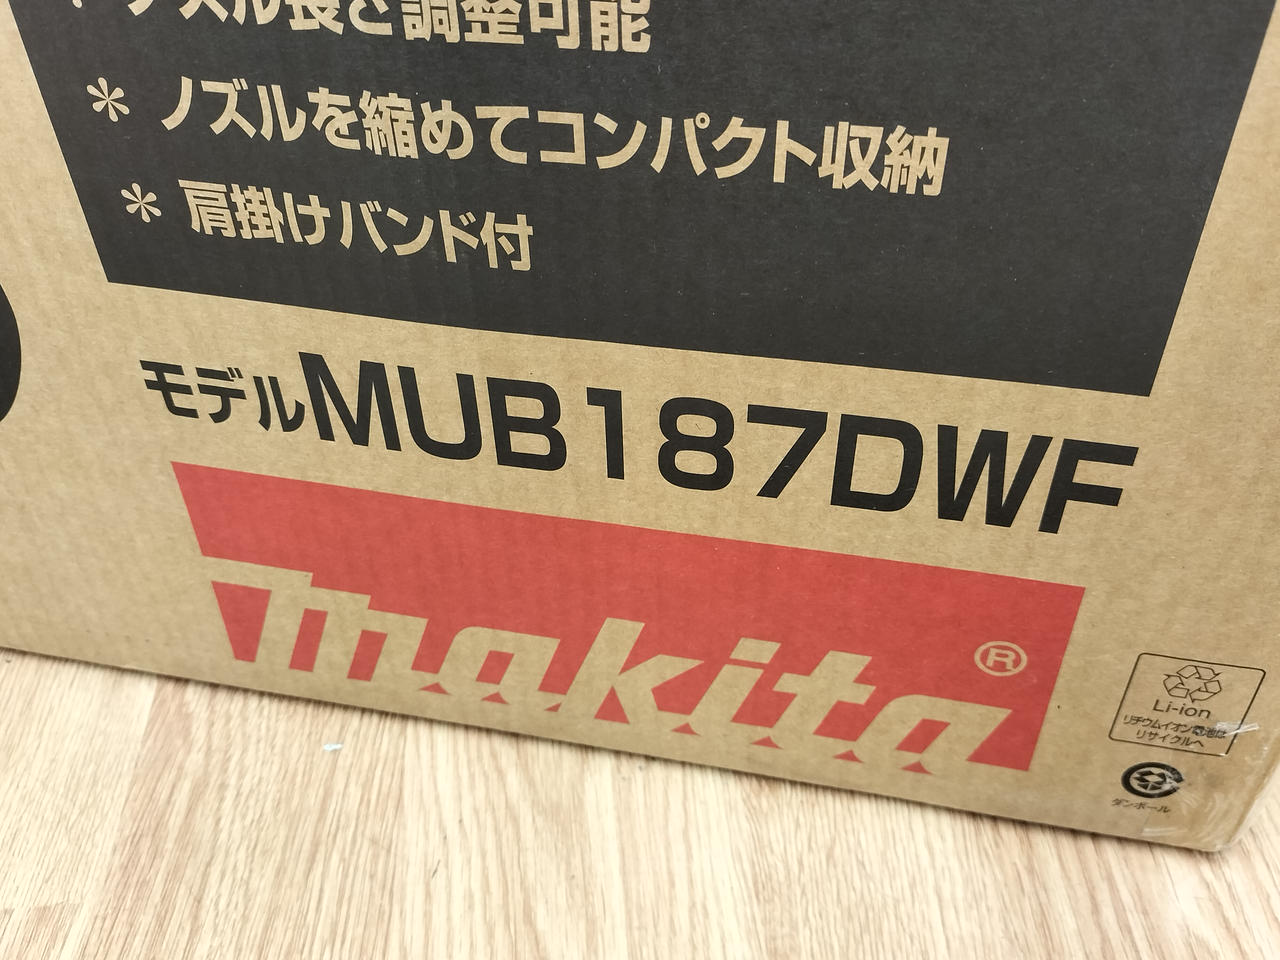 ノズル長さ調整可能
* ノズルを縮めてコンパクト収納
* 肩掛けバンド付
モデルMUB187DWF
makita®
Li-ion
リチウムイオン電池は
リサイクルへ
ダンボール